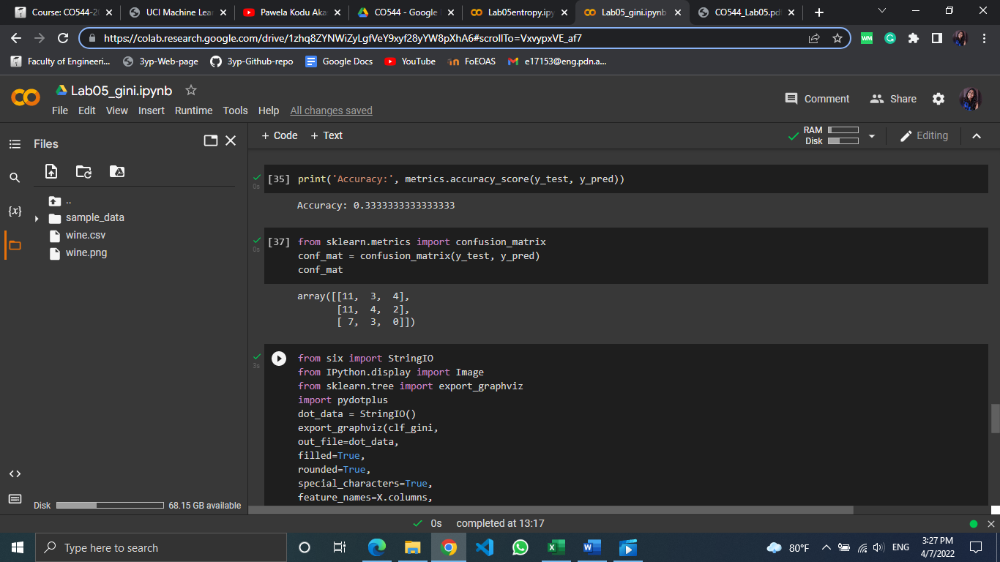 Course: CO544-20
UCI Machine Lear
Pawela Kodu Aka
CO544 - Google
Lab05entropy.ipy
Lab05_gini.ipynb
CO544_Lab05.pdf
https://colab.research.google.com/drive/1zhq8ZYNWiZyLgfVeY9xyf28yYW8pXhA6#scrollTo=VxvypxVE_af7
Faculty of Engineeri...
3yp-Web-page
3yp-Github-repo
Google Docs
YouTube
FoEOAS
e17153@eng.pdn.a...
Lab05_gini.ipynb
Comment
Share
File Edit View Insert Runtime Tools Help All changes saved
Files
+ Code + Text
RAM
Disk
Editing
..
sample_data
wine.csv
wine.png
{x}
[35] print('Accuracy:', metrics.accuracy_score(y_test, y_pred))
0s
Accuracy: 0.3333333333333333
[37] from sklearn.metrics import confusion_matrix
0s
conf_mat = confusion_matrix(y_test, y_pred)
conf_mat
array([[11, 3, 4],
[11, 4, 2],
[ 7, 3, 0]])
from six import StringIO
3s
from IPython.display import Image
from sklearn.tree import export_graphviz
import pydotplus
dot_data = StringIO()
export_graphviz(clf_gini,
out_file=dot_data,
filled=True,
rounded=True,
special_characters=True,
feature_names=X.columns,
Disk 68.15 GB available
0s completed at 13:17
Type here to search
80°F
ENG
3:27 PM
4/7/2022